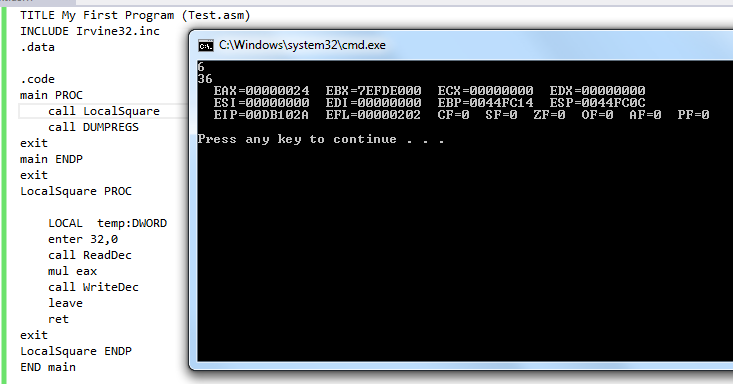 TITLE My First Program (Test.asm)
INCLUDE Irvine32.inc
.data
.code
main PROC
call LocalSquare
call DUMPREGS
exit
main ENDP
exit
LocalSquare PROC
LOCAL temp:DWORD
enter 32,0
call ReadDec
mul eax
call WriteDec
leave
ret
exit
LocalSquare ENDP
END main
C:\Windows\system32\cmd.exe
6
36
EAX=00000024 EBX=7EFDE000 ECX=00000000 EDX=00000000
ESI=00000000 EDI=00000000 EBP=0044FC14 ESP=0044FC0C
EIP=00DB102A EFL=00000202 CF=0 SF=0 ZF=0 OF=0 AF=0 PF=0
Press any key to continue . . .